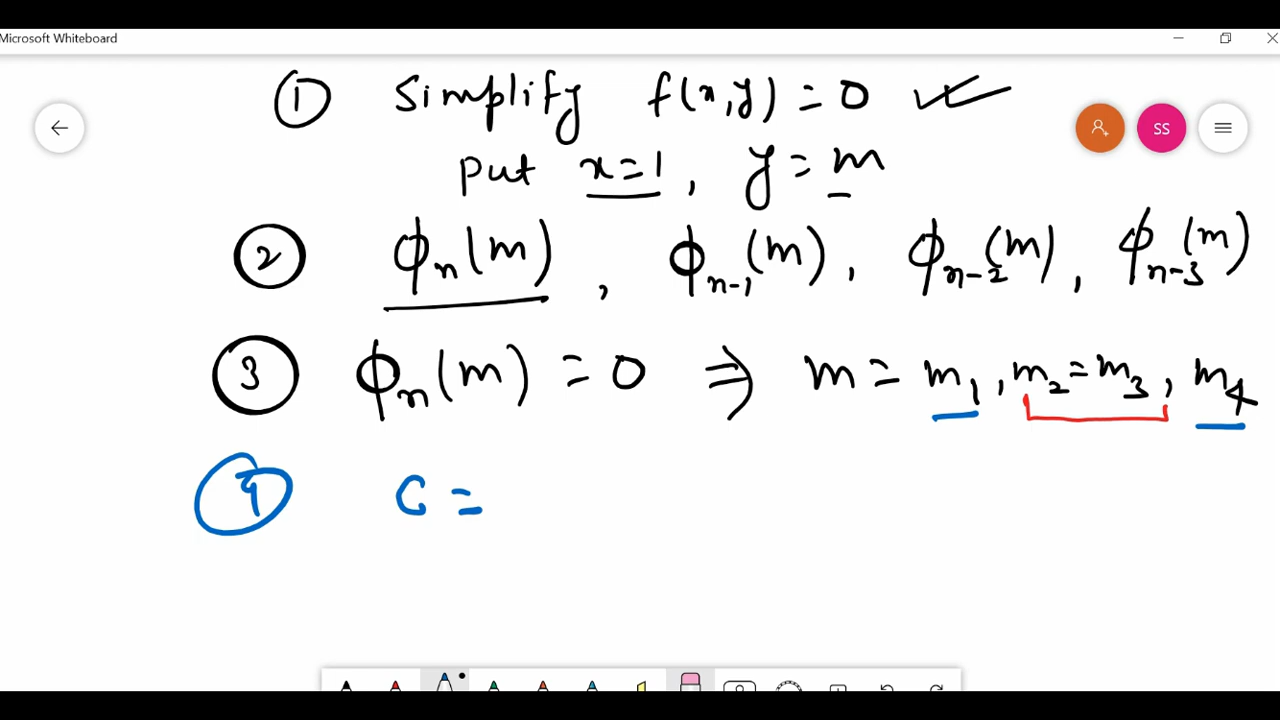 Microsoft Whiteboard
① Simplify f(x,y) = 0 ✓
Put x=1, y=m
SS
② ϕₙ(m), ϕₙ₋₁(m), ϕₙ₋₂(m), ϕₙ₋₃(m)
③ ϕₙ(m) = 0 ⇒ m = m₁, m₂=m₃, m₄
④ C =